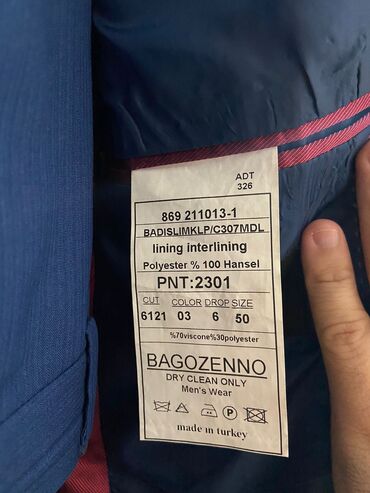 ADT
326
869 211013-1
BADISLIMKLP/C307MDL
lining interlining
Polyester % 100 Hansel
PNT:2301
CUT COLOR DROP SIZE
6121 03 6 50
%70viscone%30polyester
BAGOZENNO
DRY CLEAN ONLY
Men's Wear
P
made in turkey